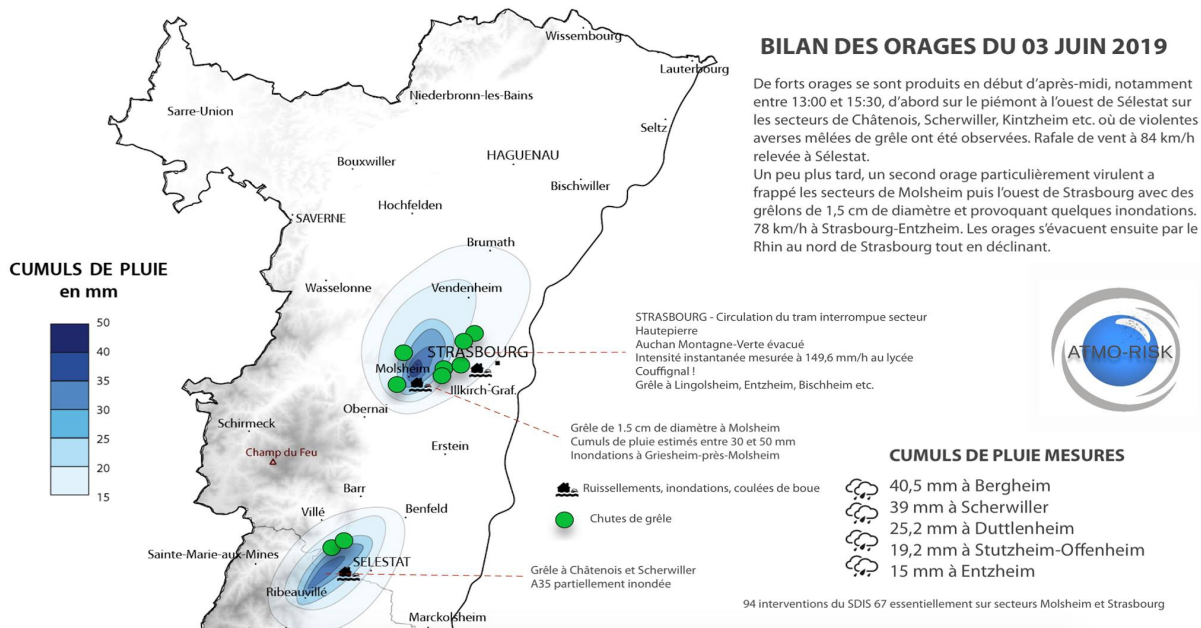 BILAN DES ORAGES DU 03 JUIN 2019
De forts orages se sont produits en début d'après-midi, notamment
entre 13:00 et 15:30, d'abord sur le piémont à l'ouest de Sélestat sur
les secteurs de Châtenois, Scherwiller, Kintzheim etc. où de violentes
averses mêlées de grêle ont été observées. Rafale de vent à 84 km/h
relevée à Sélestat.
Un peu plus tard, un second orage particulièrement virulent a
frappé les secteurs de Molsheim puis l'ouest de Strasbourg avec des
grêlons de 1,5 cm de diamètre et provoquant quelques inondations.
78 km/h à Strasbourg-Entzheim. Les orages s'évacuent ensuite par le
Rhin au nord de Strasbourg tout en déclinant.
Wissembourg
Lauterbourg
Niederbronn-les-Bains
Sarre-Union
Seltz
HAGUENAU
Bouxwiller
Bischwiller
Hochfelden
SAVERNE
Brumath
Wasselonne
Vendenheim
STRASBOURG
Molsheim
Illkirch-Graf.
Obernai
Schirmeck
Erstein
Champ du Feu
Barr
Villé
Benfeld
Sainte-Marie-aux-Mines
SELESTAT
Ribeauvillé
Marckolsheim
CUMULS DE PLUIE
en mm
50
40
35
30
25
20
15
STRASBOURG - Circulation du tram interrompue secteur
Hautepierre
Auchan Montagne-Verte évacué
Intensité instantanée mesurée à 149,6 mm/h au lycée
Couffignal !
Grêle à Lingolsheim, Entzheim, Bischheim etc.
Grêle de 1.5 cm de diamètre à Molsheim
Cumuls de pluie estimés entre 30 et 50 mm
Inondations à Griesheim-près-Molsheim
Ruissellements, inondations, coulées de boue
Chutes de grêle
Grêle à Châtenois et Scherwiller
A35 partiellement inondée
ATMO-RISK
CUMULS DE PLUIE MESURES
40,5 mm à Bergheim
39 mm à Scherwiller
25,2 mm à Duttlenheim
19,2 mm à Stutzheim-Offenheim
15 mm à Entzheim
94 interventions du SDIS 67 essentiellement sur secteurs Molsheim et Strasbourg